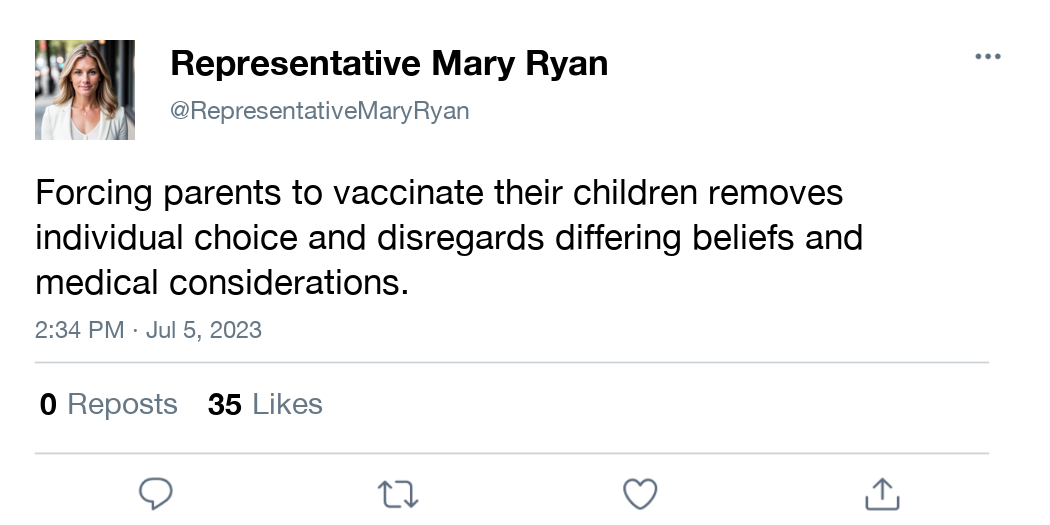 Representative Mary Ryan
@RepresentativeMaryRyan
Forcing parents to vaccinate their children removes
individual choice and disregards differing beliefs and
medical considerations.
2:34 PM · Jul 5, 2023
0 Reposts 35 Likes